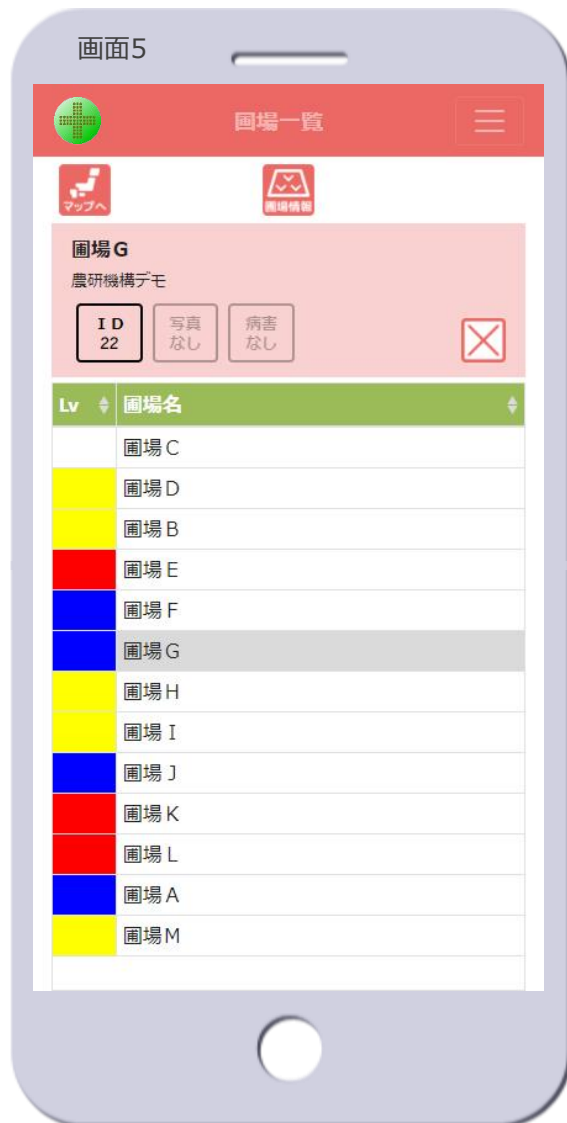 画面5
圃場一覧
マップへ
圃場情報
圃場G
農研機構デモ
ID
22
写真
なし
病害
なし
Lv 圃場名
圃場C
圃場D
圃場B
圃場E
圃場F
圃場G
圃場H
圃場I
圃場J
圃場K
圃場L
圃場A
圃場M